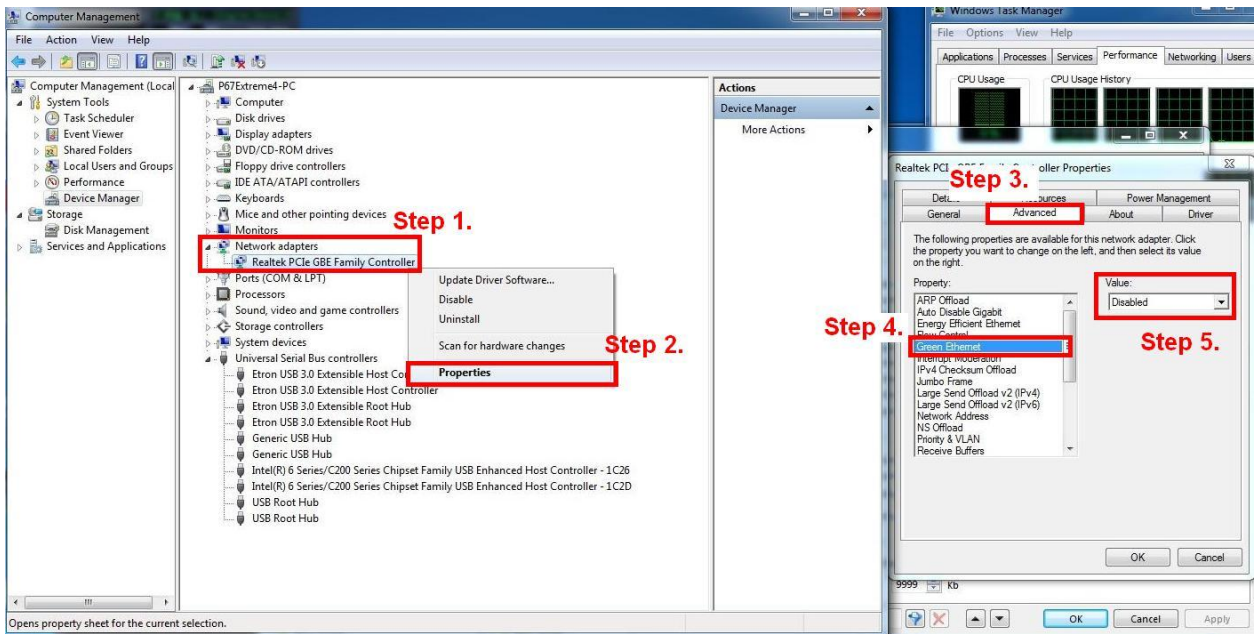 Computer Management
File Action View Help
Computer Management (Local
System Tools
Task Scheduler
Event Viewer
Shared Folders
Local Users and Groups
Performance
Device Manager
Storage
Disk Management
Services and Applications
P67Extreme4-PC
Computer
Disk drives
Display adapters
DVD/CD-ROM drives
Floppy drive controllers
IDE ATA/ATAPI controllers
Keyboards
Mice and other pointing devices
Monitors
Step 1.
Network adapters
Realtek PCIe GBE Family Controller
Ports (COM & LPT)
Processors
Sound, video and game controllers
Storage controllers
System devices
Universal Serial Bus controllers
Etron USB 3.0 Extensible Host Co
Etron USB 3.0 Extensible Host Controller
Etron USB 3.0 Extensible Root Hub
Etron USB 3.0 Extensible Root Hub
Generic USB Hub
Generic USB Hub
Intel(R) 6 Series/C200 Series Chipset Family USB Enhanced Host Controller - 1C26
Intel(R) 6 Series/C200 Series Chipset Family USB Enhanced Host Controller - 1C2D
USB Root Hub
USB Root Hub
Update Driver Software...
Disable
Uninstall
Scan for hardware changes
Step 2.
Properties
Actions
Device Manager
More Actions
Opens property sheet for the current selection.
Windows Task Manager
File Options View Help
Applications Processes Services Performance Networking Users
CPU Usage CPU Usage History
Realtek PCI Family Controller Properties
Step 3.
Power Management
General Advanced About Driver
The following properties are available for this network adapter. Click
the property you want to change on the left, and then select its value
on the right.
Property: Value:
ARP Offload
Auto Disable Gigabit
Energy Efficient Ethernet
Flow Control
Step 4.
Green Ethernet
Interrupt Moderation
IPv4 Checksum Offload
Jumbo Frame
Large Send Offload v2 (IPv4)
Large Send Offload v2 (IPv6)
Network Address
NS Offload
Priority & VLAN
Receive Buffers
Disabled
Step 5.
OK Cancel
9999 Kb
OK Cancel Apply